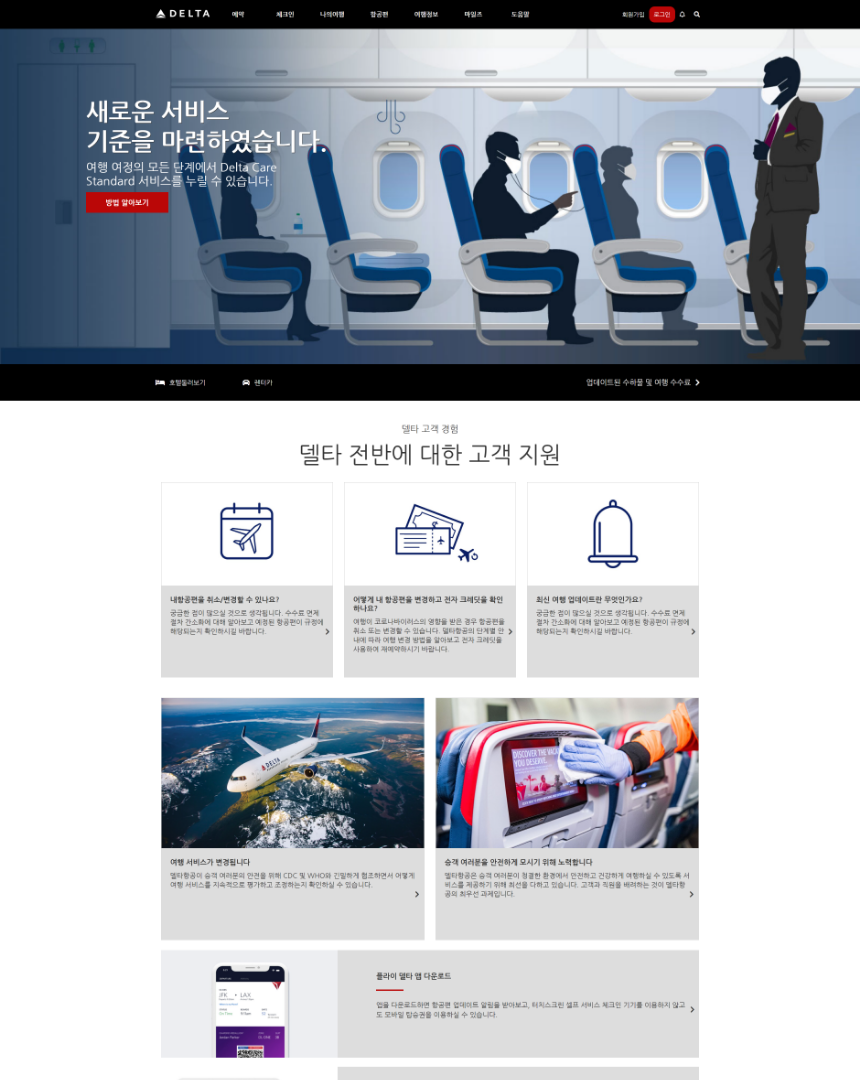 DELTA
예약
체크인
나의여행
항공편
여행정보
마일즈
도움말
회원가입
로그인
새로운 서비스
기준을 마련하였습니다.
여행 여정의 모든 단계에서 Delta Care
Standard 서비스를 누릴 수 있습니다.
방법 알아보기
호텔둘러보기
렌터카
업데이트된 수하물 및 여행 수수료
델타 고객 경험
델타 전반에 대한 고객 지원
내항공편을 취소/변경할 수 있나요?
궁금한 점이 많으실 것으로 생각됩니다. 수수료 면제
절차 간소화에 대해 알아보고 예정된 항공편이 규정에
해당되는지 확인하시길 바랍니다.
어떻게 내 항공편을 변경하고 전자 크레딧을 확인
하나요?
여행이 코로나바이러스의 영향을 받은 경우 항공편을
취소 또는 변경할 수 있습니다. 델타항공의 단계별 안
내에 따라 여행 변경 방법을 알아보고 전자 크레딧을
사용하여 재예약하시기 바랍니다.
최신 여행 업데이트란 무엇인가요?
궁금한 점이 많으실 것으로 생각됩니다. 수수료 면제
절차 간소화에 대해 알아보고 예정된 항공편이 규정에
해당되는지 확인하시길 바랍니다.
DELTA
DISCOVER THE
YOU DESERVE.
여행 서비스가 변경됩니다
델타항공이 승객 여러분의 안전을 위해 CDC 및 WHO와 긴밀하게 협조하면서 어떻게
여행 서비스를 지속적으로 평가하고 조정하는지 확인하실 수 있습니다.
승객 여러분을 안전하게 모시기 위해 노력합니다
델타항공은 승객 여러분이 청결한 환경에서 안전하고 건강하게 여행하실 수 있도록 서
비스를 제공하기 위해 최선을 다하고 있습니다. 고객과 직원을 배려하는 것이 델타항
공의 최우선 과제입니다.
JFK
LAX
플라이 델타 앱 다운로드
앱을 다운로드하면 항공편 업데이트 알림을 받아보고, 터치스크린 셀프 서비스 체크인 기기를 이용하지 않고
도 모바일 탑승권을 이용하실 수 있습니다.